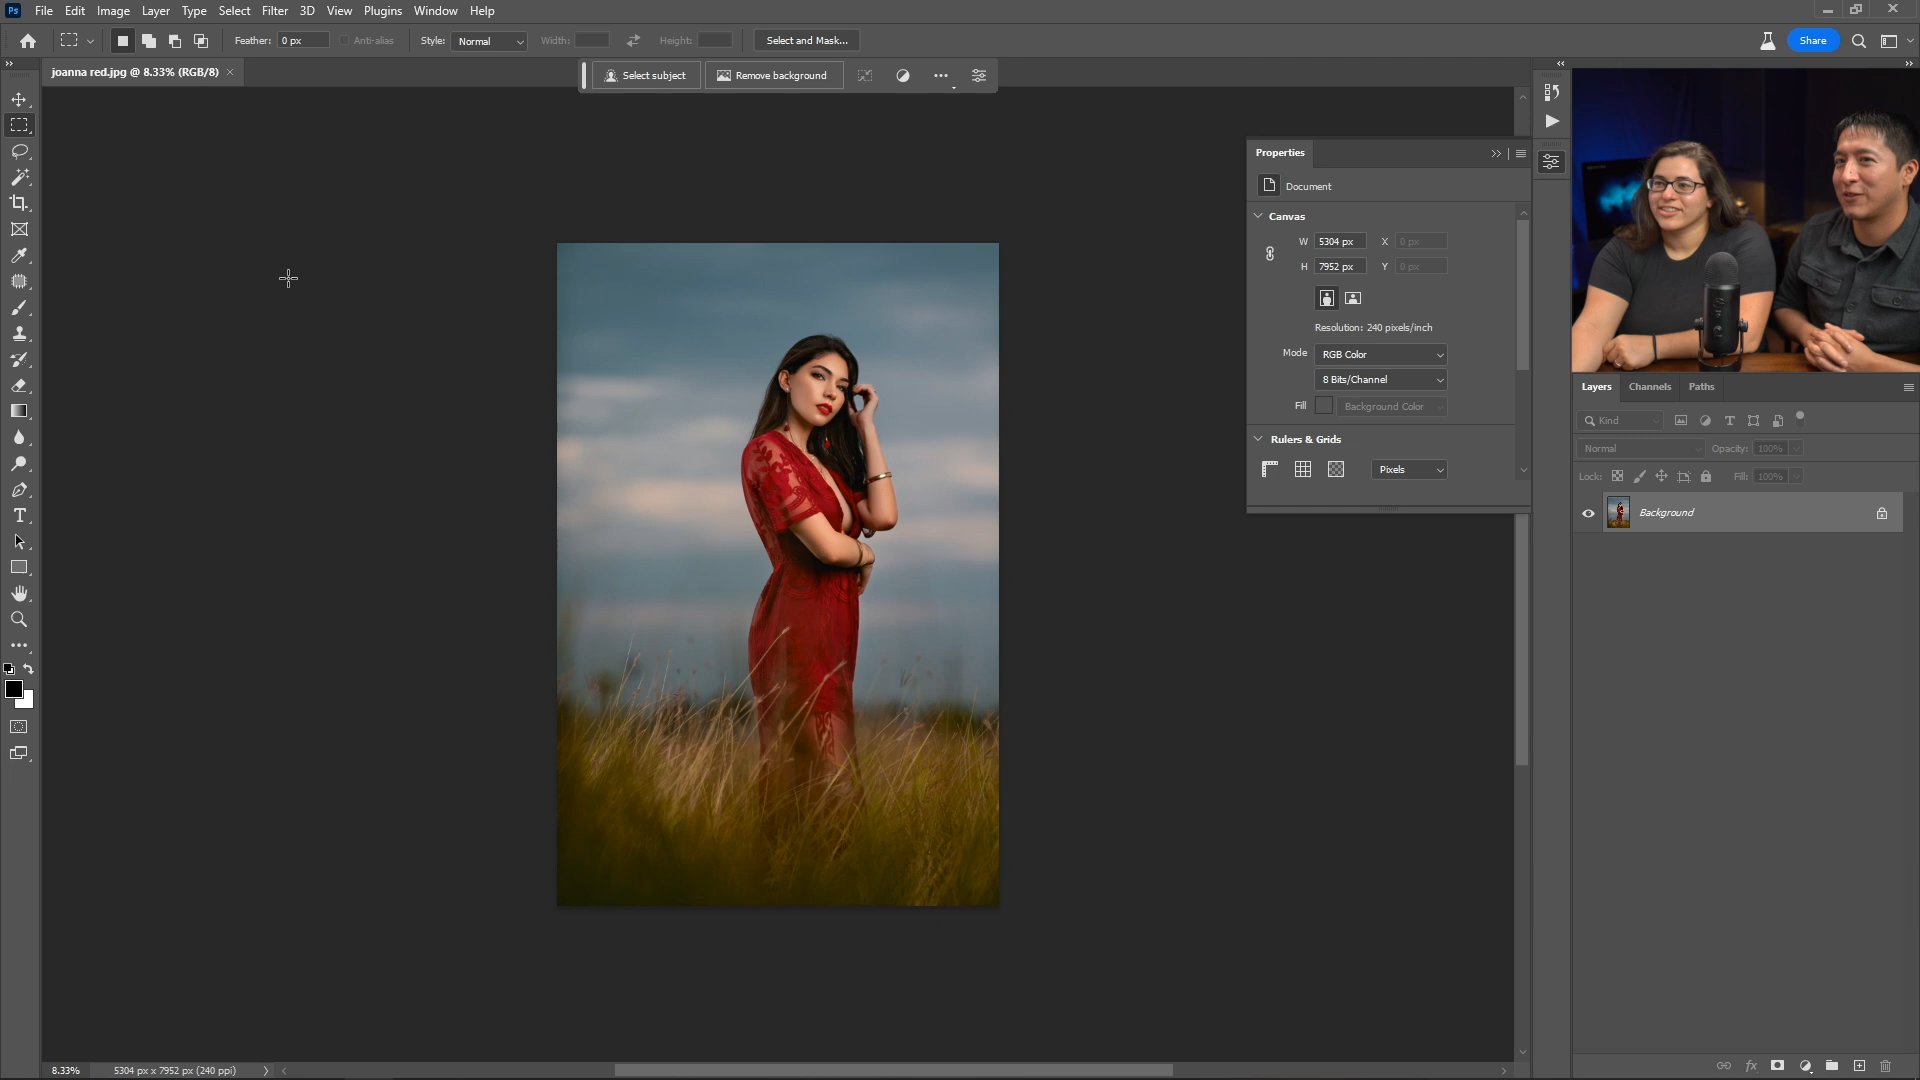 Ps File Edit Image Layer Type Select Filter 3D View Plugins Window Help
Feather: 0 px Anti-alias Style: Normal Width: Height: Select and Mask... Share
joanna red.jpg @ 8.33% (RGB/8) ×
Select subject Remove background
Properties
Document
Canvas
W 5304 px X 0 px
H 7952 px Y 0 px
Resolution: 240 pixels/inch
Mode RGB Color
8 Bits/Channel
Fill Background Color
Rulers & Grids
Pixels
Layers Channels Paths
Kind
Normal Opacity: 100%
Lock: Fill: 100%
Background
8.33% 5304 px x 7952 px (240 ppi)